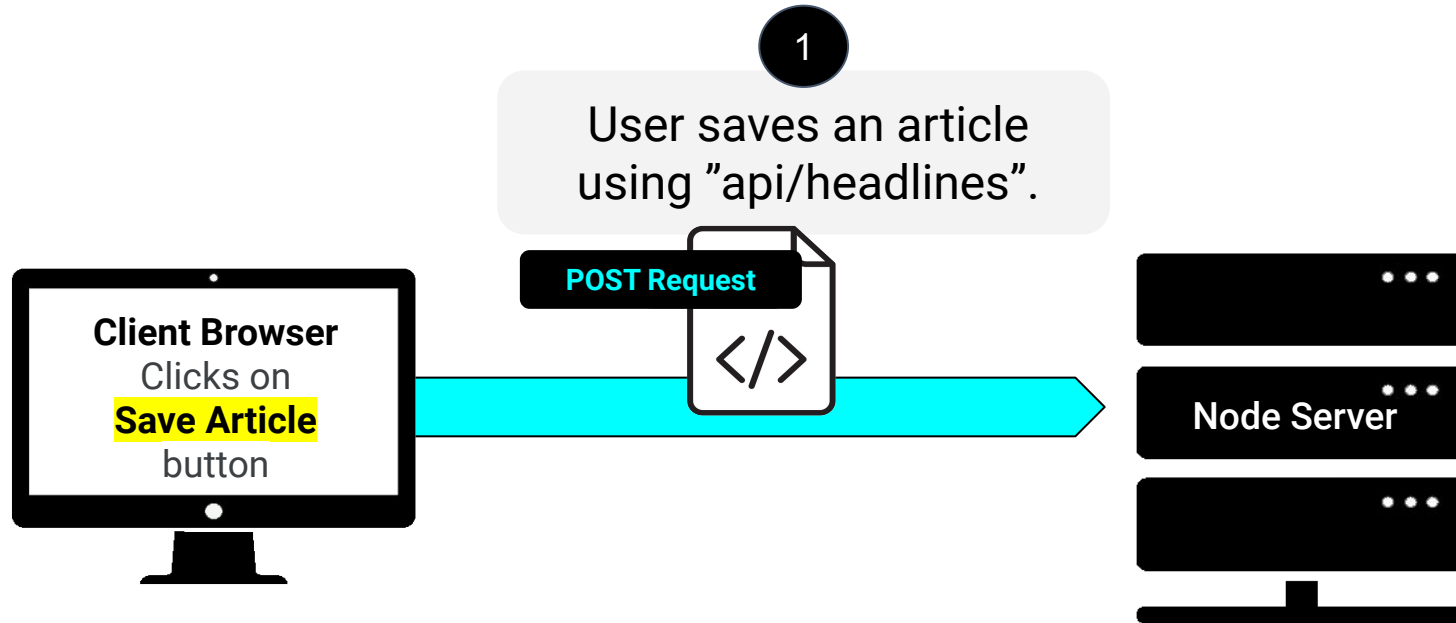 1
User saves an article
using ”api/headlines”.
POST Request
</>
Client Browser
Clicks on
Save Article
button
Node Server